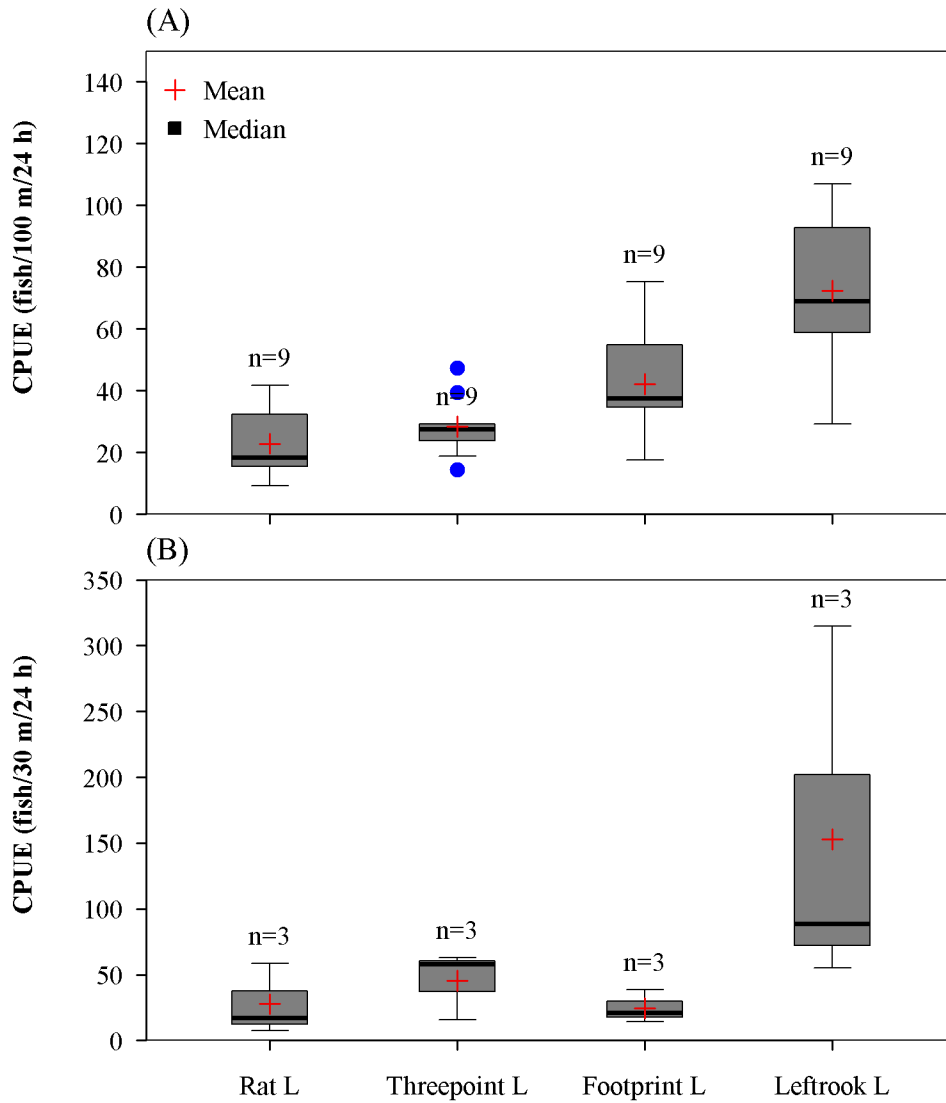 (A)
CPUE (fish/100 m/24 h)
140
120
100
80
60
40
20
0
Mean
Median
n=9
n=9
n=9
n=9
(B)
CPUE (fish/30 m/24 h)
350
300
250
200
150
100
50
0
n=3
n=3
n=3
n=3
Rat L Threepoint L Footprint L Leftrook L